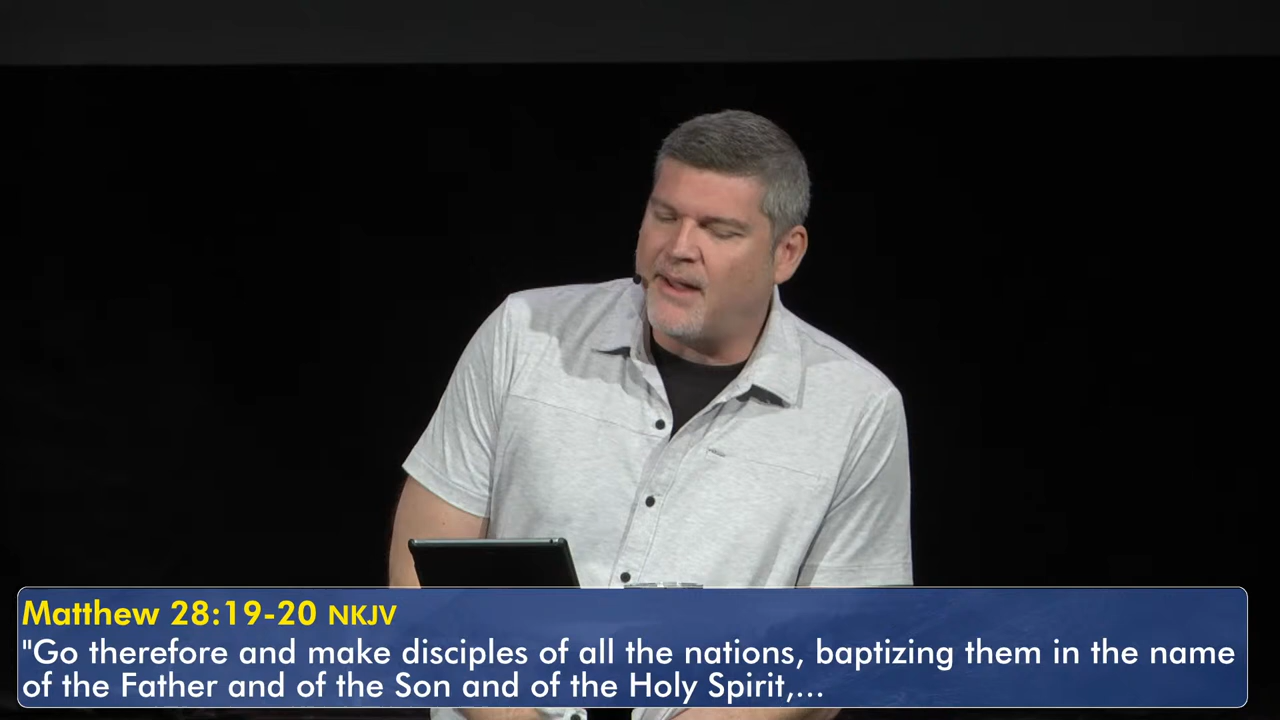 Matthew 28:19-20 NKJV
"Go therefore and make disciples of all the nations, baptizing them in the name
of the Father and of the Son and of the Holy Spirit,...